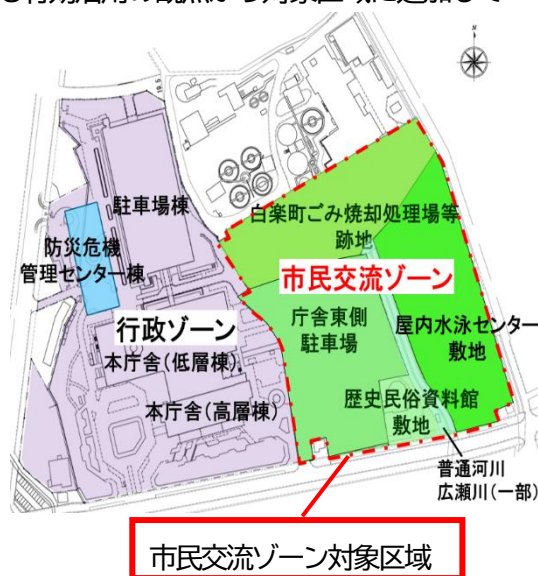 N
駐車場棟
防災危機
管理センター棟
行政ゾーン
本庁舎(低層棟)
本庁舎(高層棟)
白楽町ごみ焼却処理場等
跡地
市民交流ゾーン
庁舎東側
駐車場
屋内水泳センター
敷地
歴史民俗資料館
敷地
普通河川
広瀬川(一部)
市民交流ゾーン対象区域